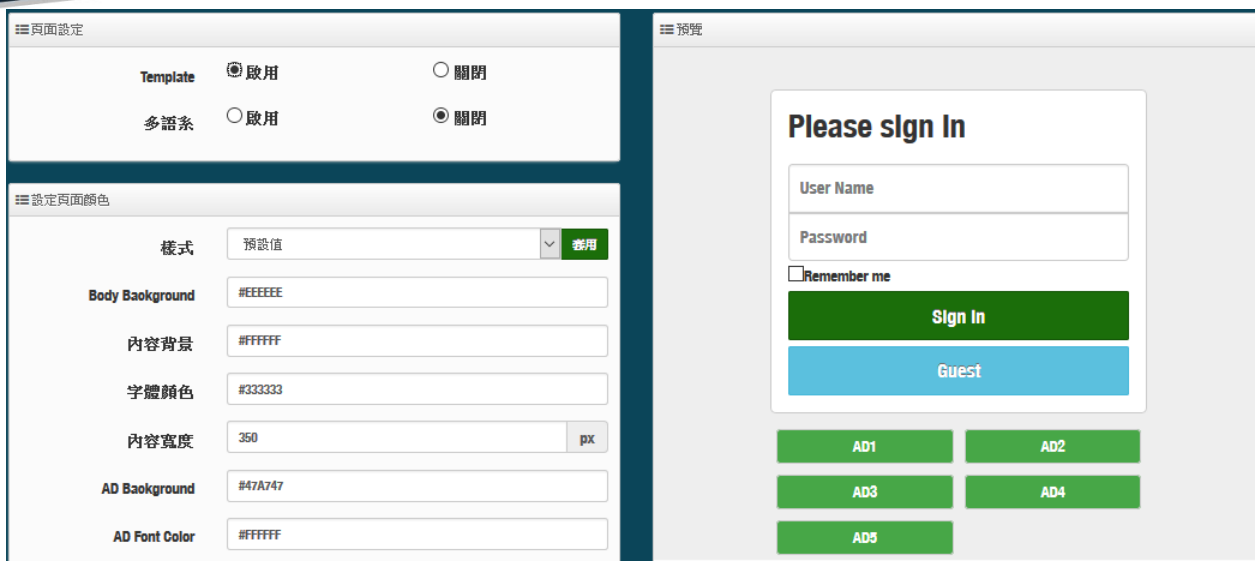 頁面設定
Template 啟用 關閉
多語系 啟用 關閉
設定頁面顏色
樣式 預設值 套用
Body Background #EEEEEE
內容背景 #FFFFFF
字體顏色 #333333
內容寬度 350 px
AD Background #47A747
AD Font Color #FFFFFF
預覽
Please sign In
User Name
Password
Remember me
Sign In
Guest
AD1 AD2
AD3 AD4
AD5